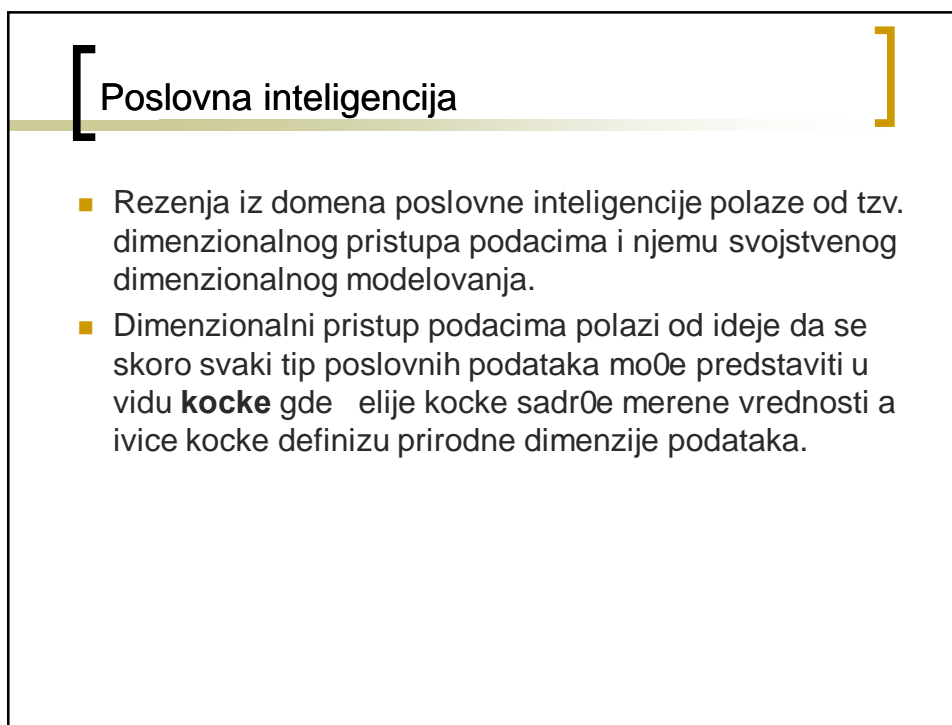 Poslovna inteligencija
Rezenja iz domena poslovne inteligencije polaze od tzv.
dimenzionalnog pristupa podacima i njemu svojstvenog
dimenzionalnog modelovanja.
Dimenzionalni pristup podacima polazi od ideje da se
skoro svaki tip poslovnih podataka mo0e predstaviti u
vidu kocke gde elije kocke sadr0e merene vrednosti a
ivice kocke definizu prirodne dimenzije podataka.